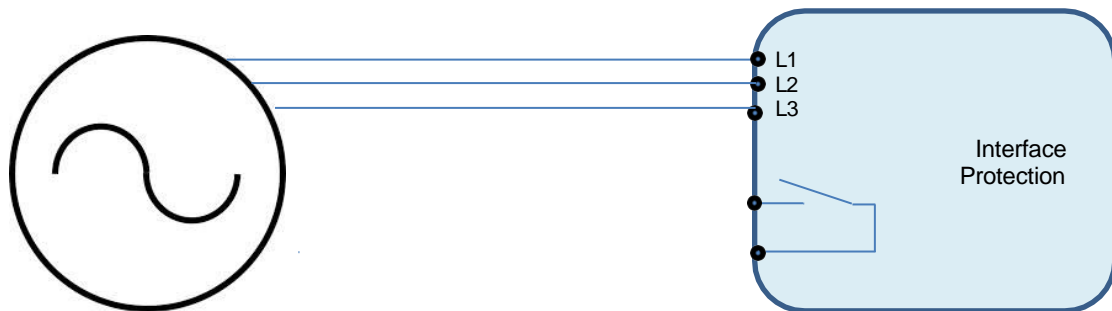 L1
L2
L3
Interface
Protection